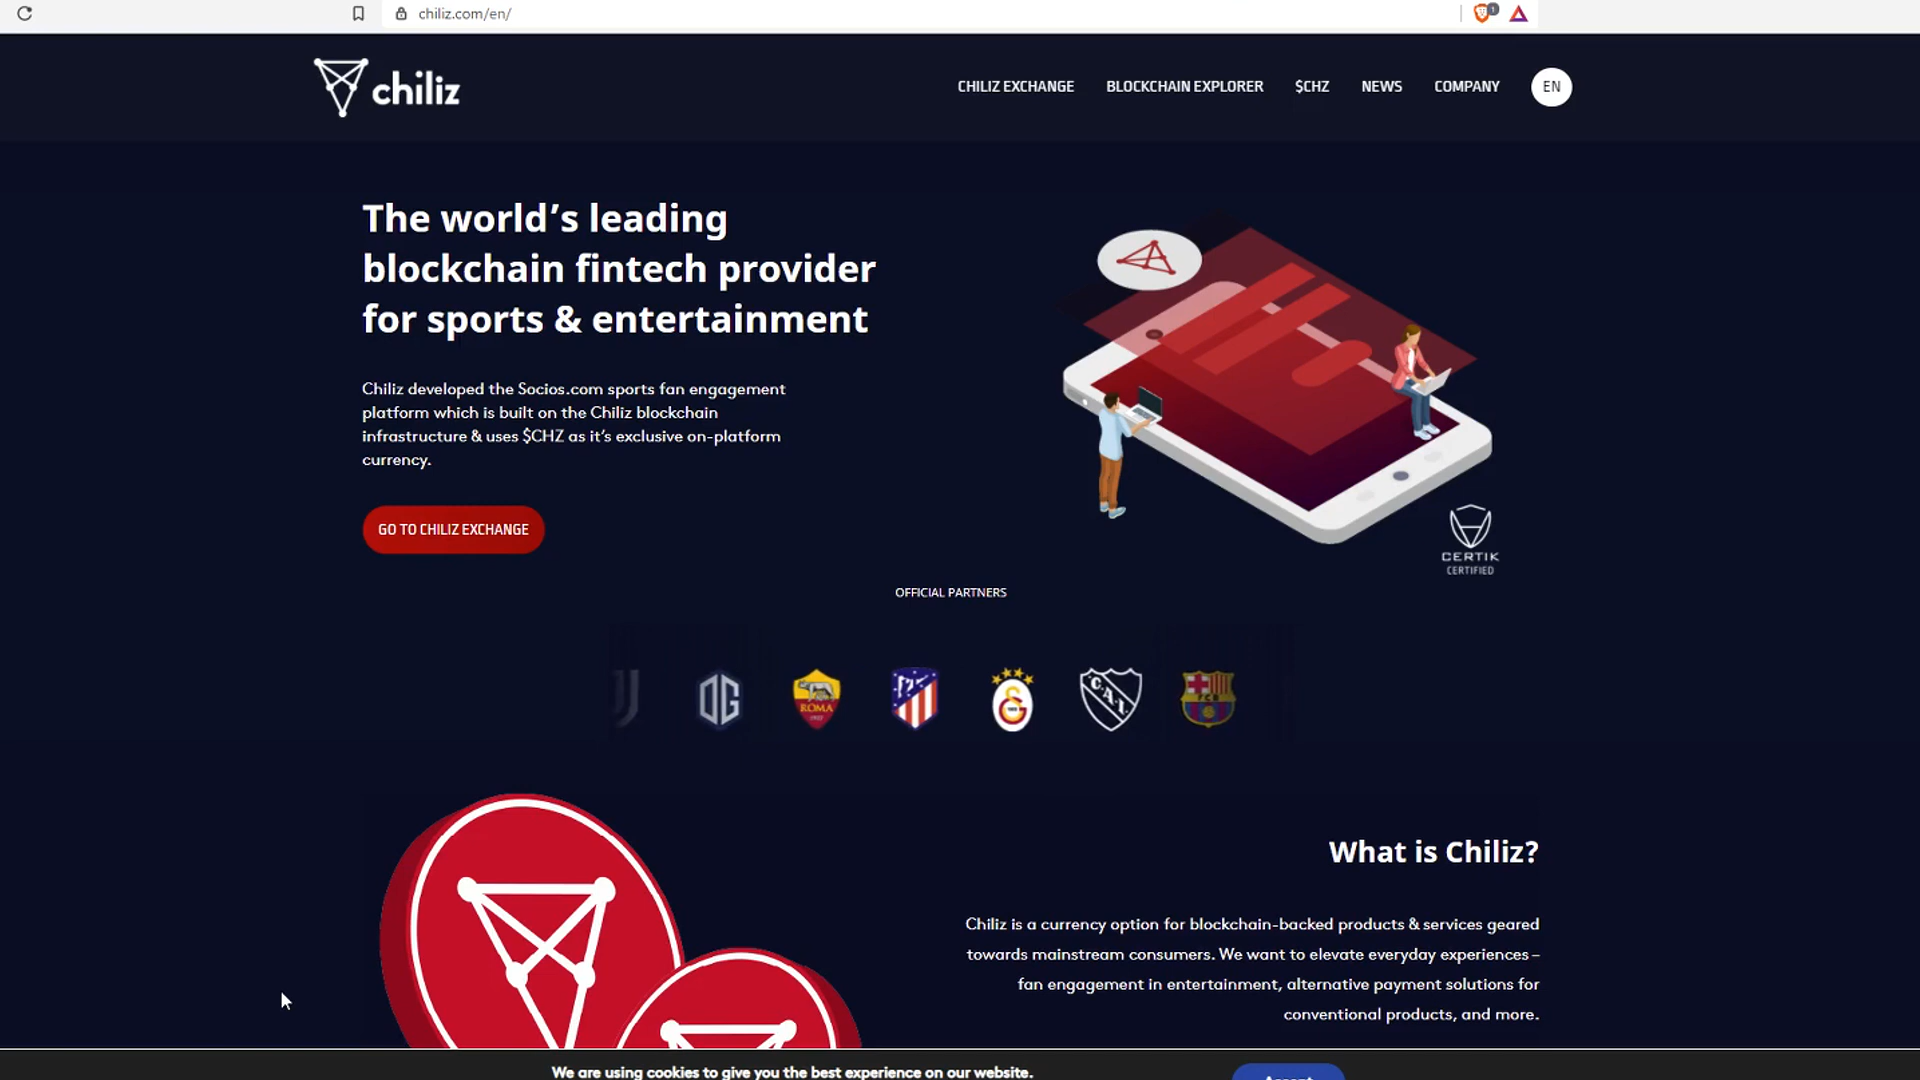 chiliz.com/en/
1
chiliz
CHILIZ EXCHANGE
BLOCKCHAIN EXPLORER
$CHZ
NEWS
COMPANY
EN
The world’s leading
blockchain fintech provider
for sports & entertainment
Chiliz developed the Socios.com sports fan engagement
platform which is built on the Chiliz blockchain
infrastructure & uses $CHZ as it’s exclusive on-platform
currency.
GO TO CHILIZ EXCHANGE
CERTIK
CERTIFIED
OFFICIAL PARTNERS
OG
ROMA
1927
C.A.I.
FCB
What is Chiliz?
Chiliz is a currency option for blockchain-backed products & services geared
towards mainstream consumers. We want to elevate everyday experiences –
fan engagement in entertainment, alternative payment solutions for
conventional products, and more.
We are using cookies to give you the best experience on our website.
Accept